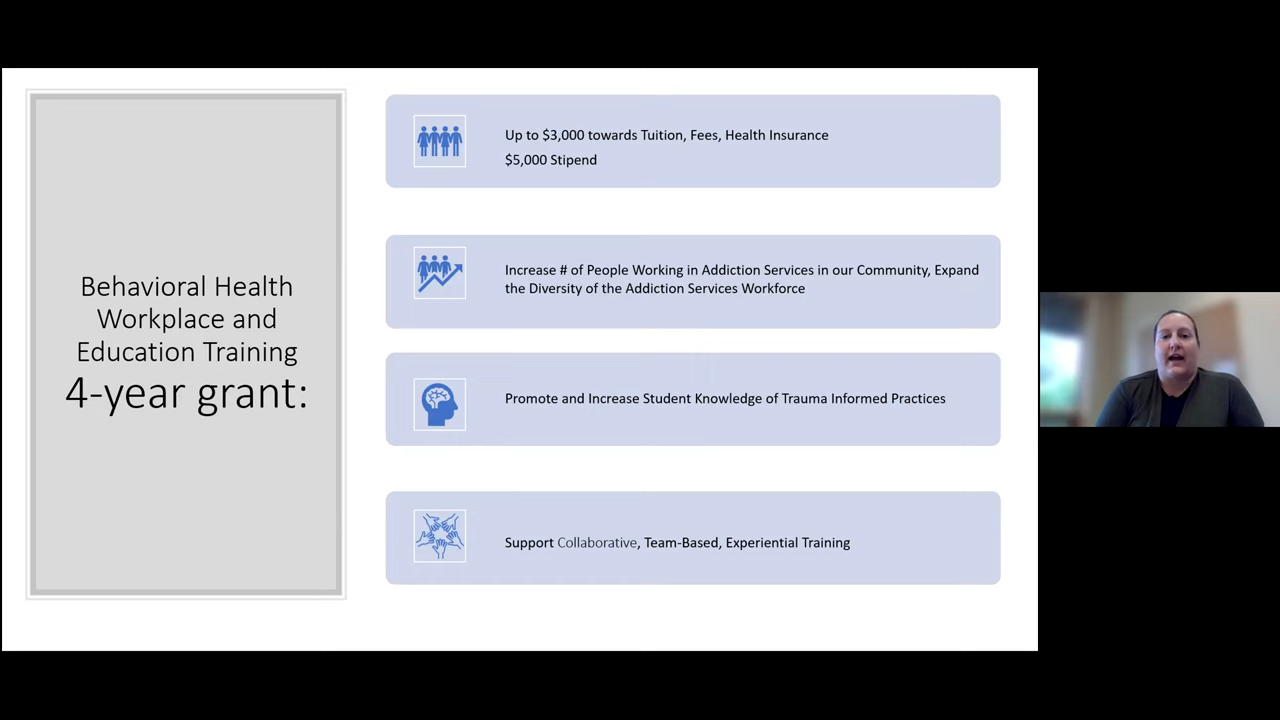 Behavioral Health
Workplace and
Education Training
4-year grant:
Up to $3,000 towards Tuition, Fees, Health Insurance
$5,000 Stipend
Increase # of People Working in Addiction Services in our Community, Expand
the Diversity of the Addiction Services Workforce
Promote and Increase Student Knowledge of Trauma Informed Practices
Support Collaborative, Team-Based, Experiential Training